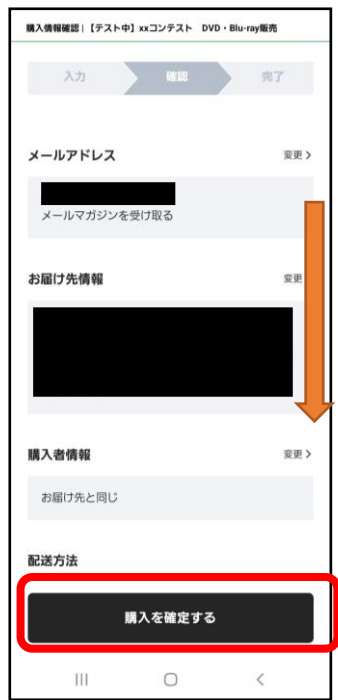 購入情報確認 | 【テスト中】xxコンテスト DVD・Blu-ray販売
入力 確認 完了
メールアドレス 変更 >
メールマガジンを受け取る
お届け先情報 変更
購入者情報 変更 >
お届け先と同じ
配送方法
購入を確定する